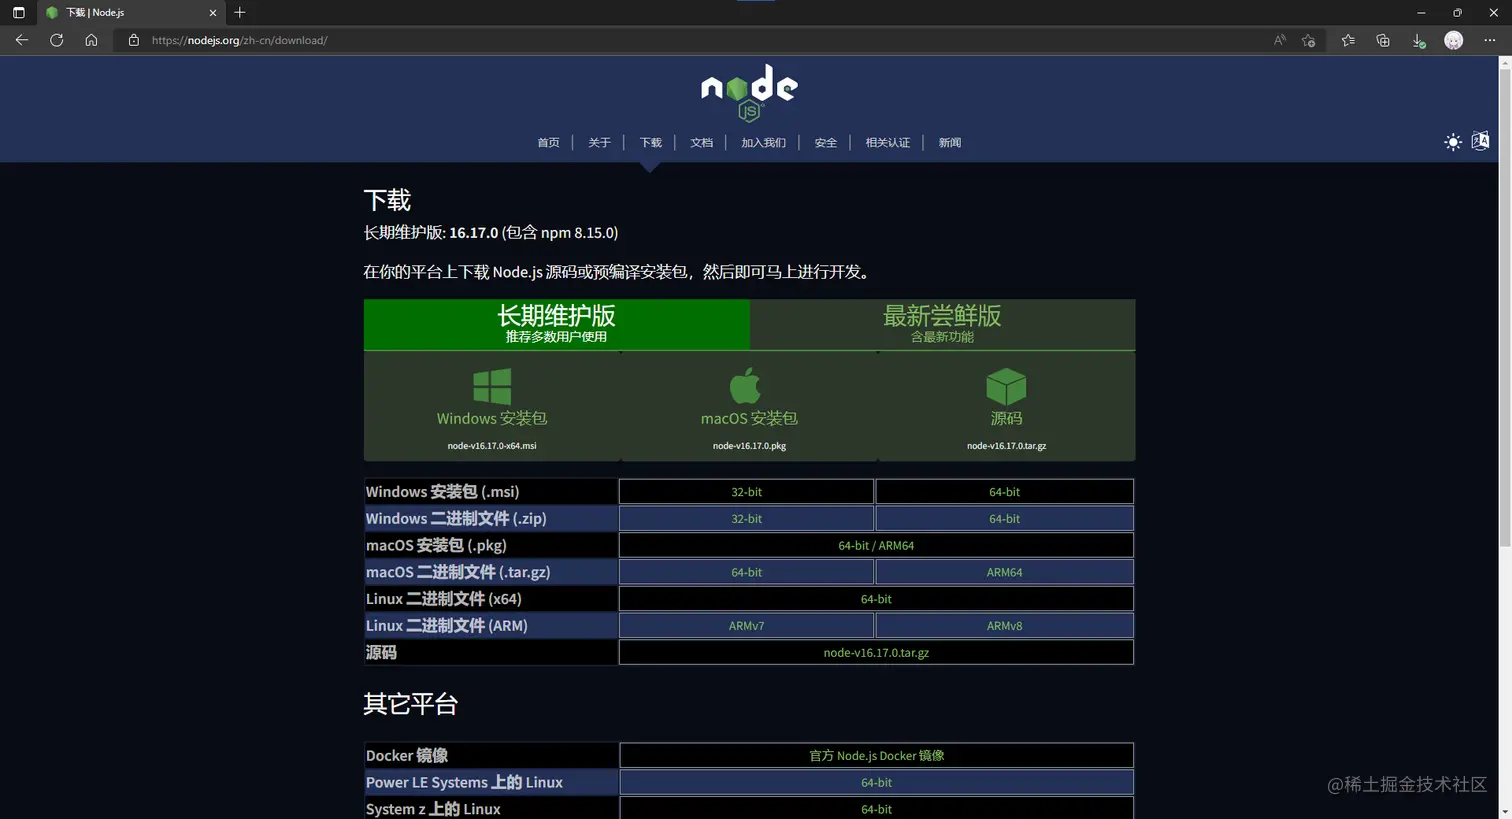 下载 | Node.js
https://nodejs.org/zh-cn/download/
node
JS
首页 | 关于 | 下载 | 文档 | 加入我们 | 安全 | 相关认证 | 新闻
下载
长期维护版: 16.17.0 (包含 npm 8.15.0)
在你的平台上下载 Node.js 源码或预编译安装包，然后即可马上进行开发。
长期维护版
推荐多数用户使用
最新尝鲜版
含最新功能
Windows 安装包
node-v16.17.0-x64.msi
macOS 安装包
node-v16.17.0.pkg
源码
node-v16.17.0.tar.gz
Windows 安装包 (.msi) 32-bit 64-bit
Windows 二进制文件 (.zip) 32-bit 64-bit
macOS 安装包 (.pkg) 64-bit / ARM64
macOS 二进制文件 (.tar.gz) 64-bit ARM64
Linux 二进制文件 (x64) 64-bit
Linux 二进制文件 (ARM) ARMv7 ARMv8
源码 node-v16.17.0.tar.gz
其它平台
Docker 镜像 官方 Node.js Docker 镜像
Power LE Systems 上的 Linux 64-bit
System z 上的 Linux 64-bit
@稀土掘金技术社区